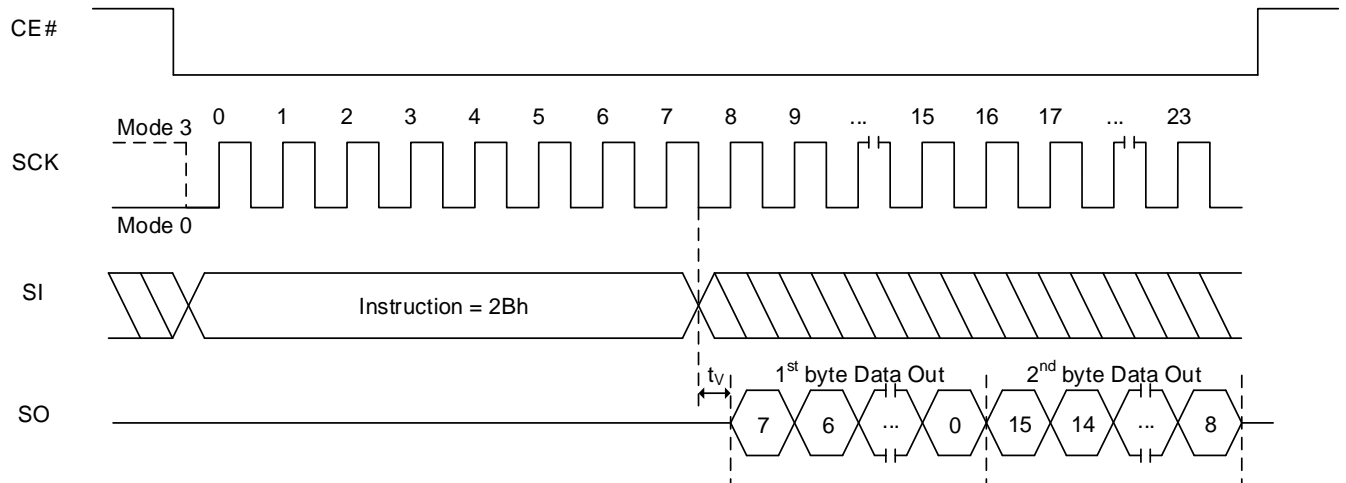 CE#
0 1 2 3 4 5 6 7 8 9 ... 15 16 17 ... 23
Mode 3
SCK
Mode 0
SI
Instruction = 2Bh
tV 1st byte Data Out 2nd byte Data Out
SO
7 6 ... 0 15 14 ... 8